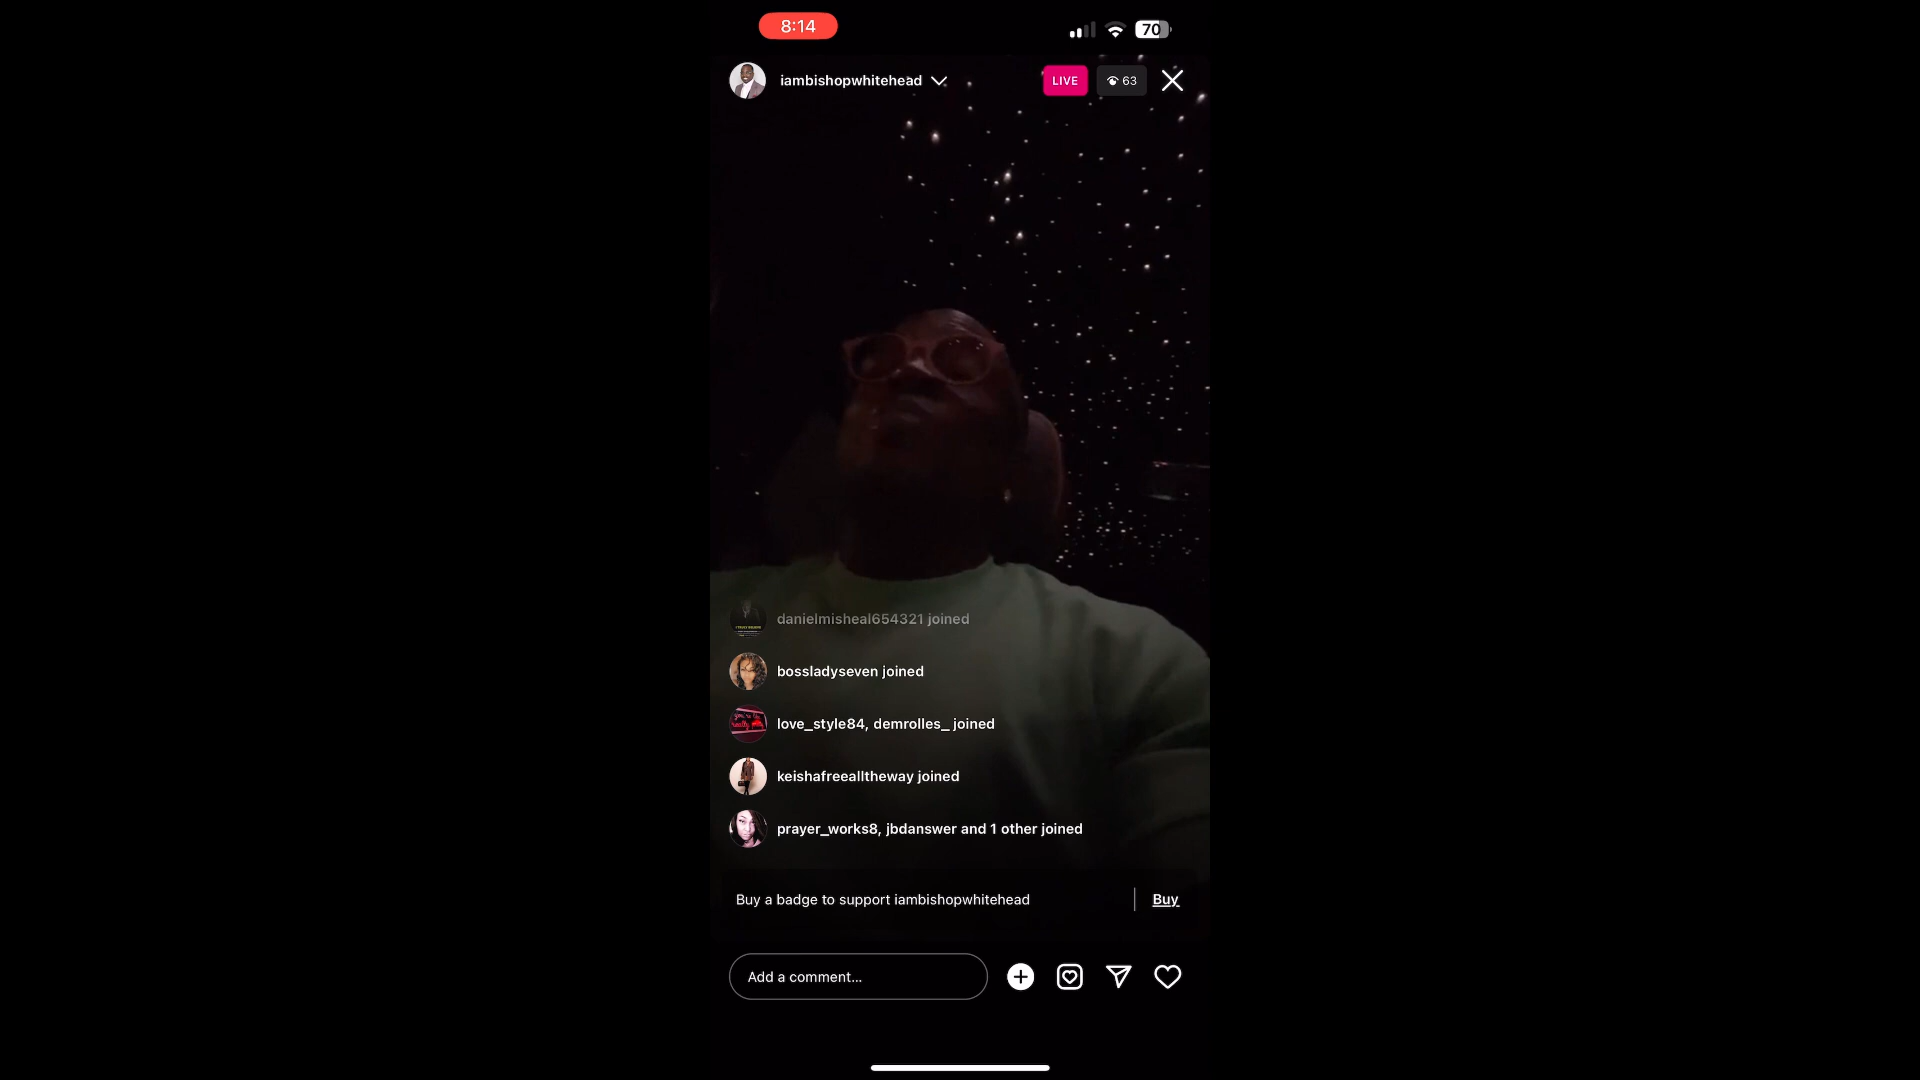 8:14
70
iambishopwhitehead
LIVE
63
danielmisheal654321 joined
bossladyseven joined
love_style84, demrolles_ joined
keishafreealltheway joined
prayer_works8, jbdanswer and 1 other joined
Buy a badge to support iambishopwhitehead
Buy
Add a comment...